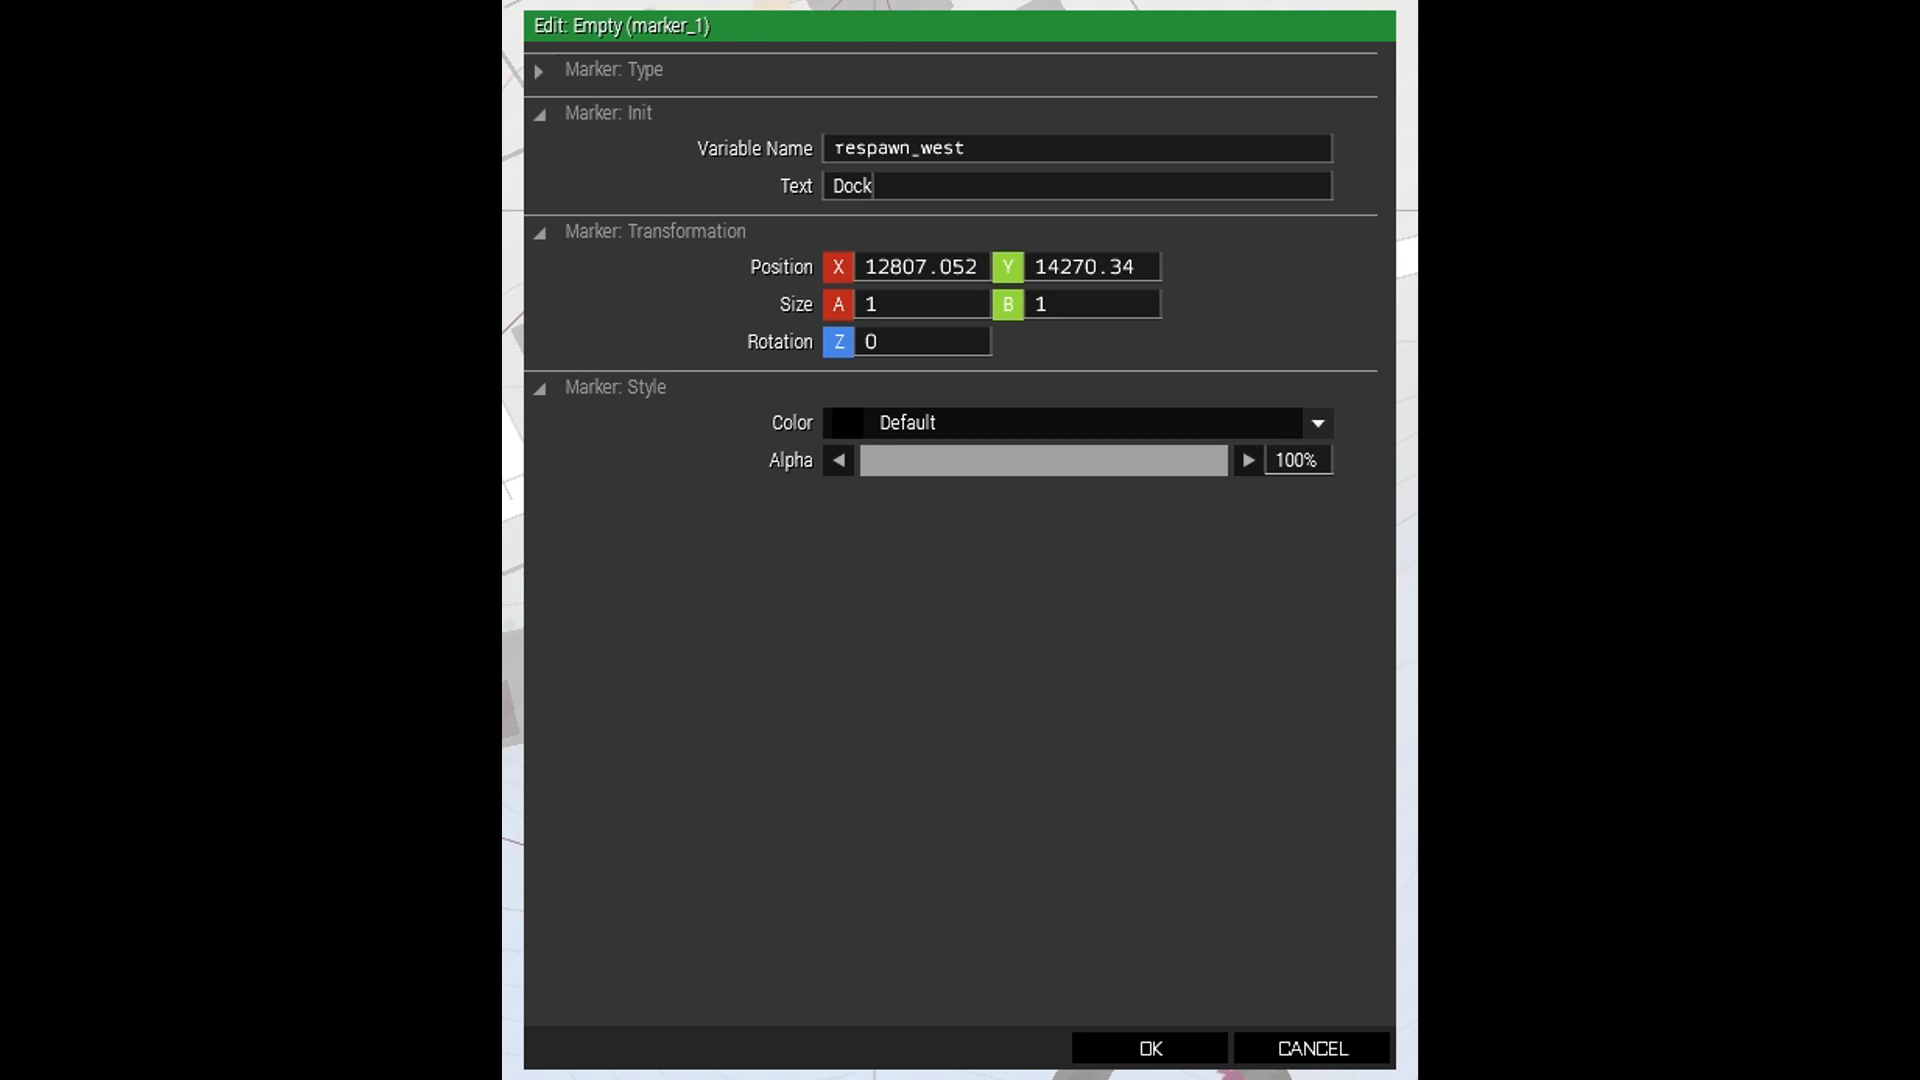 Edit: Empty (marker_1)
Marker: Type
Marker: Init
Variable Name respawn_west
Text Dock
Marker: Transformation
Position X 12807.052 Y 14270.34
Size A 1 B 1
Rotation Z 0
Marker: Style
Color Default
Alpha 100%
OK CANCEL